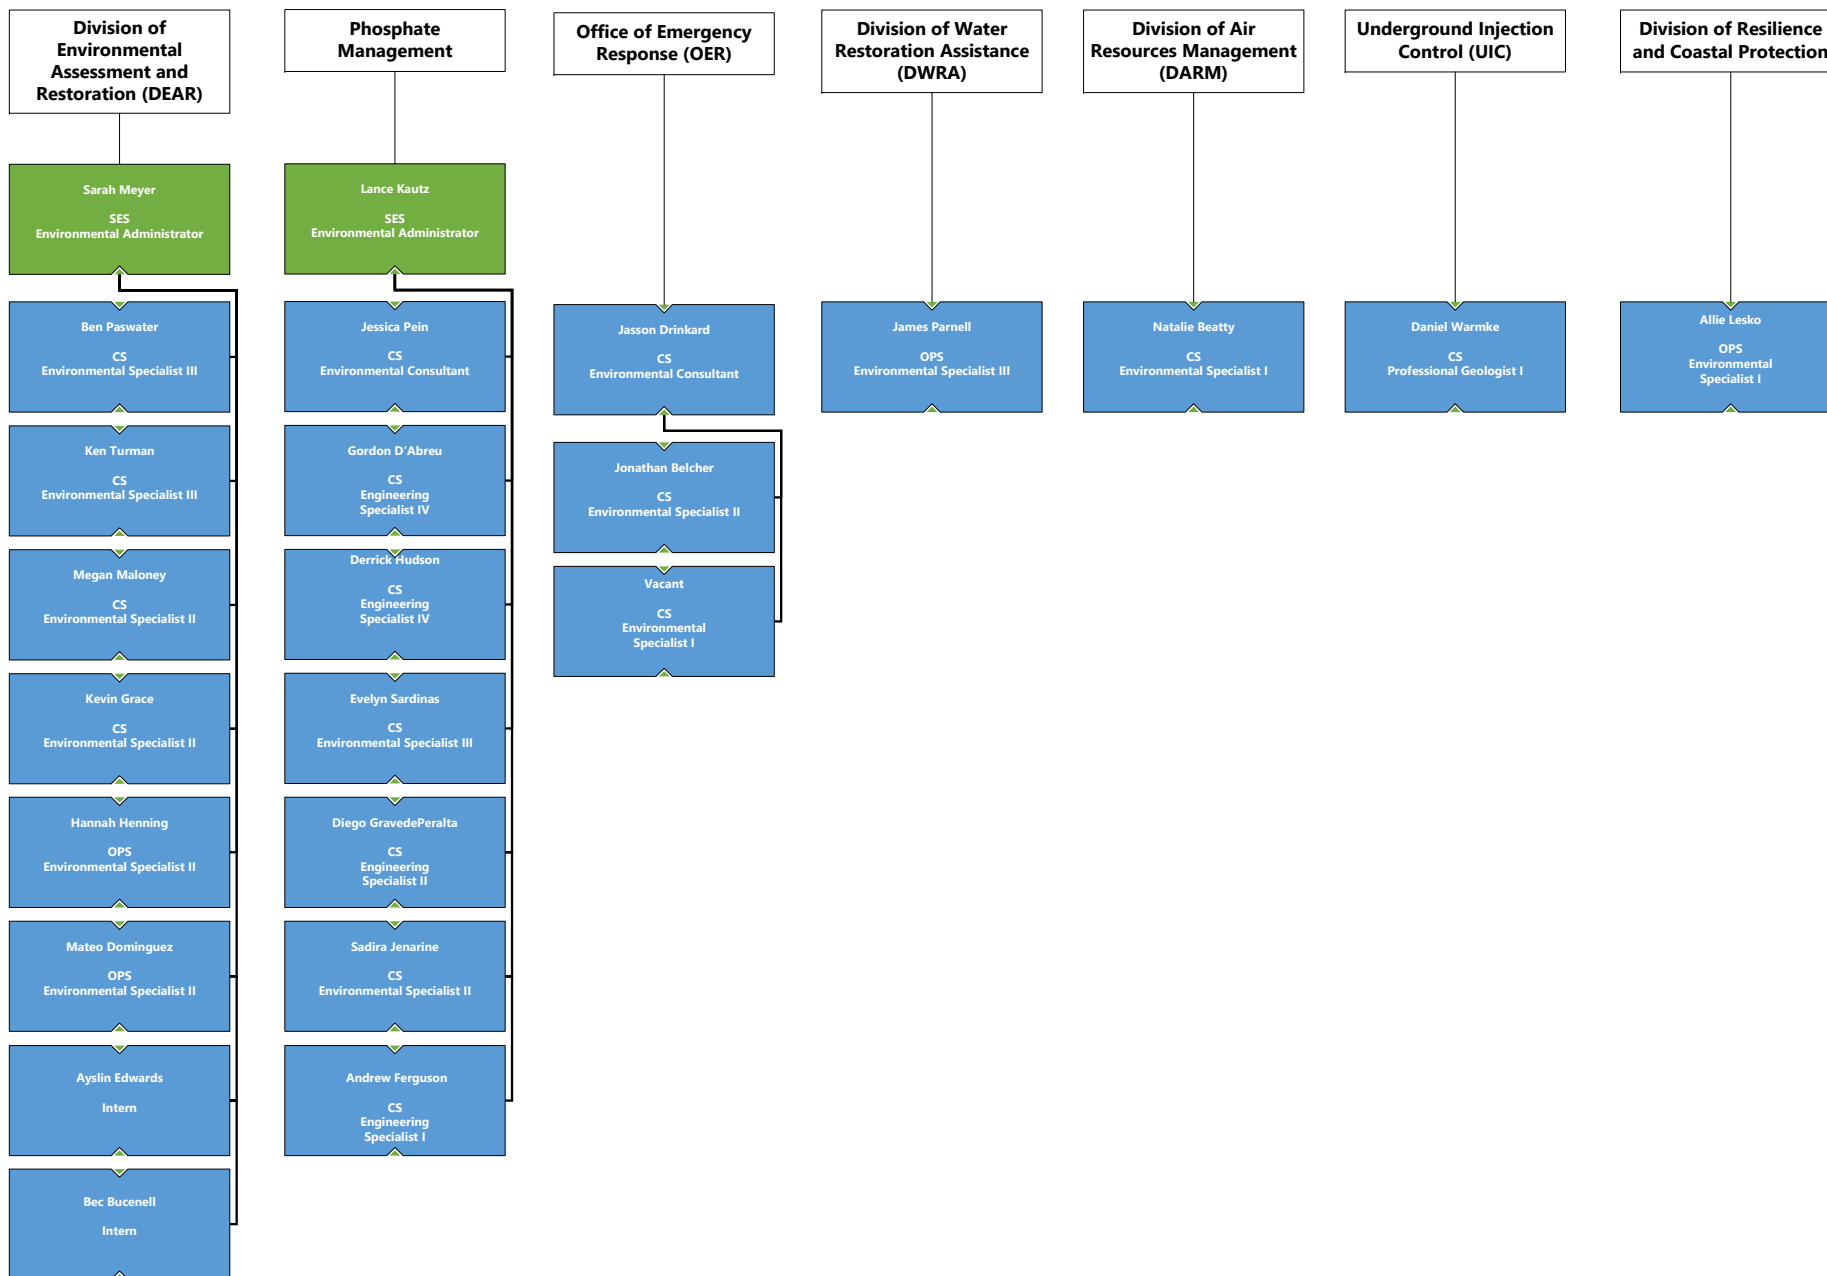 Division of
Environmental
Assessment and
Restoration (DEAR)
Sarah Meyer
SES
Environmental Administrator
Ben Paswater
CS
Environmental Specialist III
Ken Turman
CS
Environmental Specialist III
Megan Maloney
CS
Environmental Specialist II
Kevin Grace
CS
Environmental Specialist II
Hannah Henning
OPS
Environmental Specialist II
Mateo Dominguez
OPS
Environmental Specialist II
Ayslin Edwards
Intern
Bec Bucenell
Intern
Phosphate
Management
Lance Kautz
SES
Environmental Administrator
Jessica Pein
CS
Environmental Consultant
Gordon D'Abreu
CS
Engineering
Specialist IV
Derrick Hudson
CS
Engineering
Specialist IV
Evelyn Sardinas
CS
Environmental Specialist III
Diego GravedePeralta
CS
Engineering
Specialist II
Sadira Jenarine
CS
Environmental Specialist II
Andrew Ferguson
CS
Engineering
Specialist I
Office of Emergency
Response (OER)
Jasson Drinkard
CS
Environmental Consultant
Jonathan Belcher
CS
Environmental Specialist II
Vacant
CS
Environmental
Specialist I
Division of Water
Restoration Assistance
(DWRA)
James Parnell
OPS
Environmental Specialist III
Division of Air
Resources Management
(DARM)
Natalie Beatty
CS
Environmental Specialist I
Underground Injection
Control (UIC)
Daniel Warmke
CS
Professional Geologist I
Division of Resilience
and Coastal Protection
Allie Lesko
OPS
Environmental
Specialist I